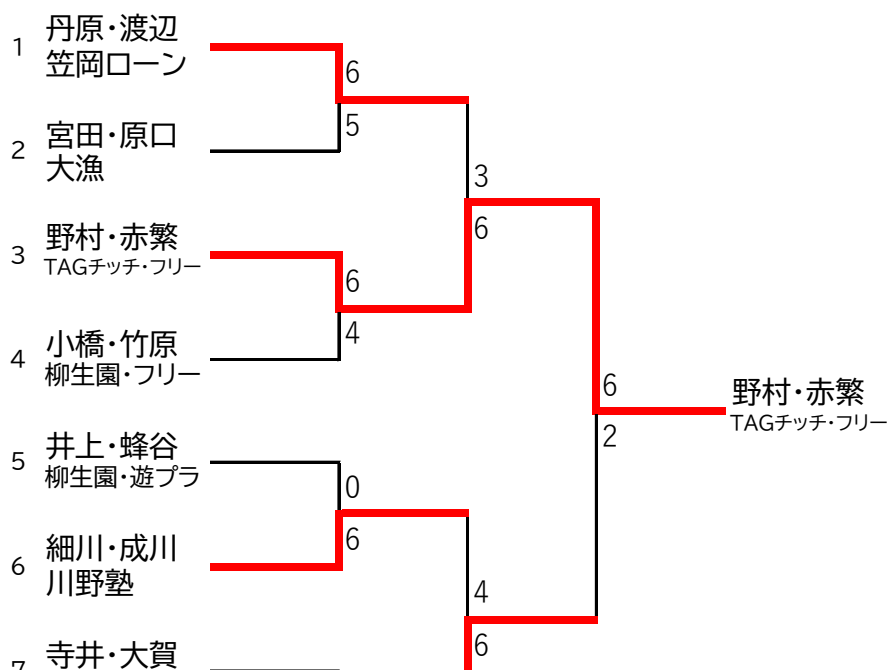 1 丹原・渡辺
笠岡ローン
6
5
2 宮田・原口
大漁
3
6
3 野村・赤繁
TAGチッチ・フリー
6
4
4 小橋・竹原
柳生園・フリー
6
2
野村・赤繁
TAGチッチ・フリー
5 井上・蜂谷
柳生園・遊プラ
0
6
6 細川・成川
川野塾
4
6
7 寺井・大賀